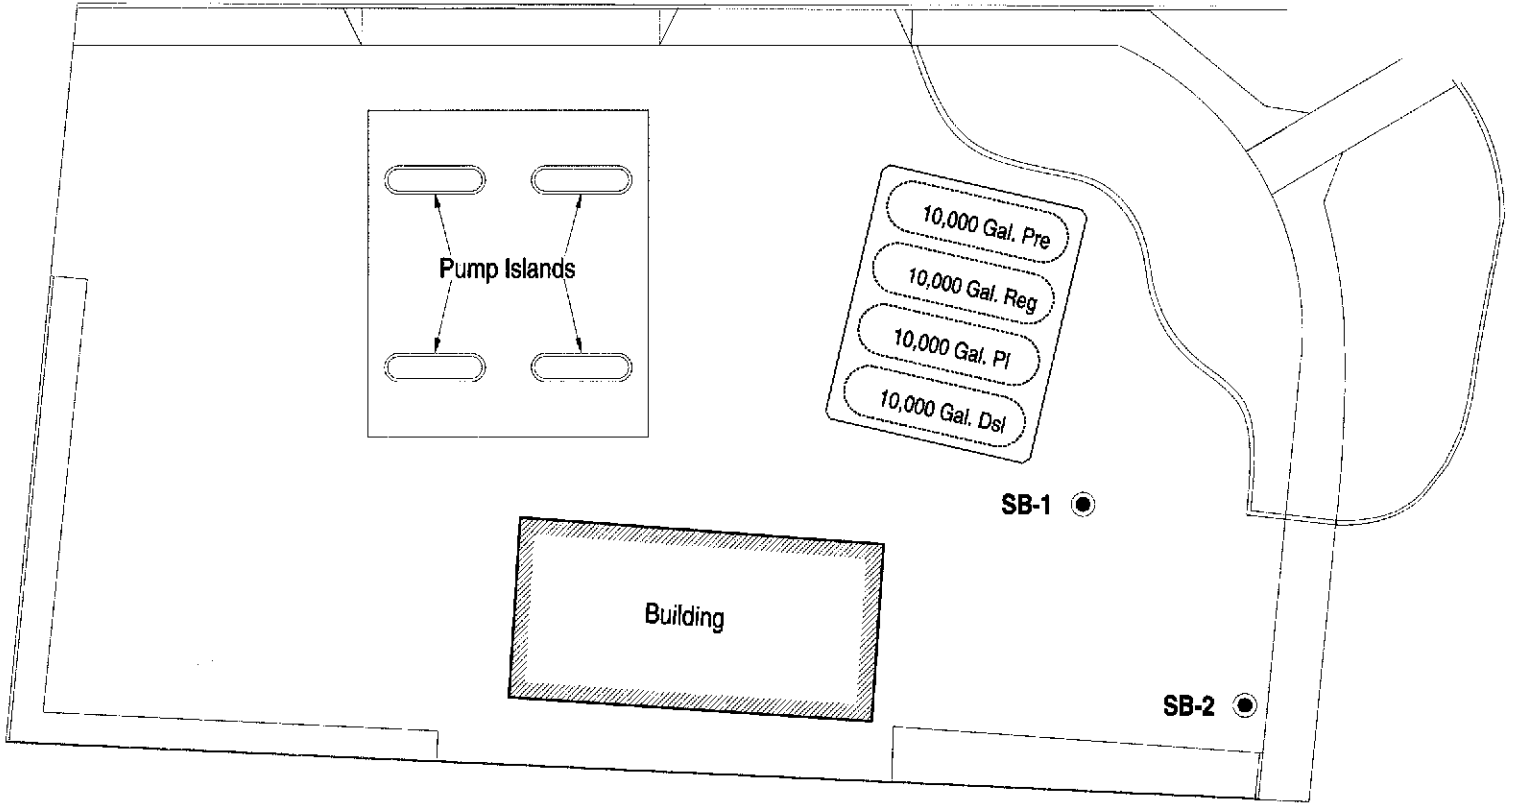 10,000 Gal. Pre
Pump Islands
10,000 Gal. Reg
10,000 Gal. Pl
10,000 Gal. Dsl
SB-1
Building
SB-2